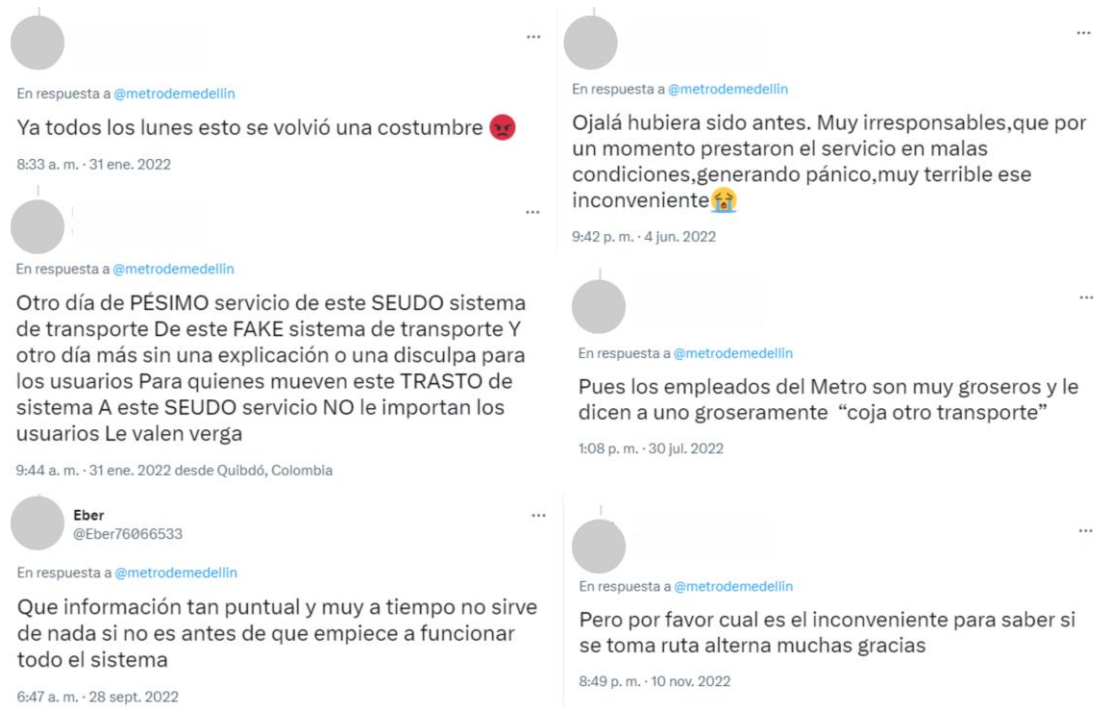 En respuesta a @metrodemedellin
Ya todos los lunes esto se volvió una costumbre 😡
8:33 a. m. · 31 ene. 2022
En respuesta a @metrodemedellin
Otro día de PÉSIMO servicio de este SEUDO sistema
de transporte De este FAKE sistema de transporte Y
otro día más sin una explicación o una disculpa para
los usuarios Para quienes mueven este TRASTO de
sistema A este SEUDO servicio NO le importan los
usuarios Le valen verga
9:44 a. m. · 31 ene. 2022 desde Quibdó, Colombia
Eber
@Eber76066533
En respuesta a @metrodemedellin
Que información tan puntual y muy a tiempo no sirve
de nada si no es antes de que empiece a funcionar
todo el sistema
6:47 a. m. · 28 sept. 2022
En respuesta a @metrodemedellin
Ojalá hubiera sido antes. Muy irresponsables,que por
un momento prestaron el servicio en malas
condiciones,generando pánico,muy terrible ese
inconveniente😭
9:42 p. m. · 4 jun. 2022
En respuesta a @metrodemedellin
Pues los empleados del Metro son muy groseros y le
dicen a uno groseramente “coja otro transporte”
1:08 p. m. · 30 jul. 2022
En respuesta a @metrodemedellin
Pero por favor cual es el inconveniente para saber si
se toma ruta alterna muchas gracias
8:49 p. m. · 10 nov. 2022